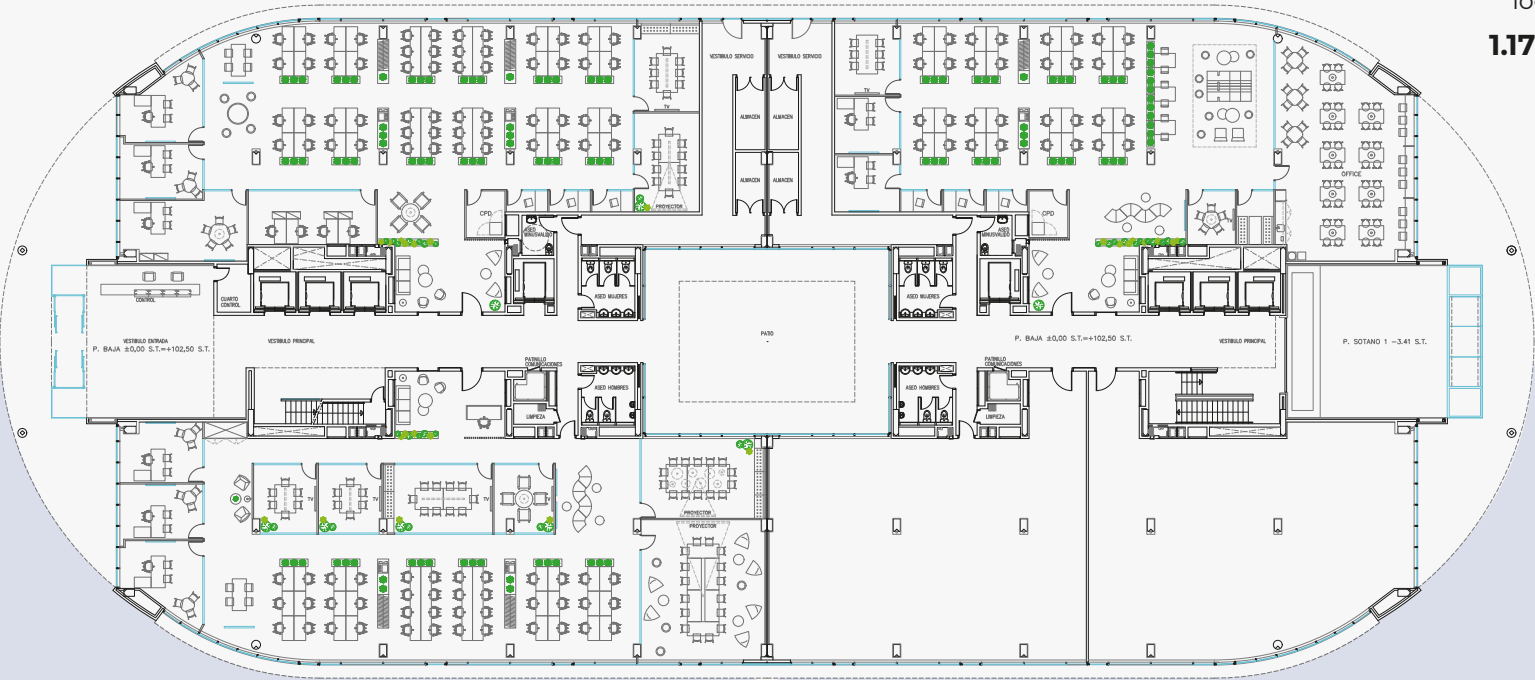 1.17
VESTIBULO SERVICIO
VESTIBULO SERVICIO
TV
TV
ALMACEN
ALMACEN
ALMACEN
ALMACEN
PROYECTOR
OFFICE
CPD
ASEO
MINUSVALIDO
ASEO
MINUSVALIDO
CPD
TV
CONTROL
CUARTO
CONTROL
ASEO MUJERES
ASEO MUJERES
VESTIBULO ENTRADA
P. BAJA ±0,00 S.T.=+102,50 S.T.
VESTIBULO PRINCIPAL
PATIO
P. BAJA ±0,00 S.T.=+102,50 S.T.
VESTIBULO PRINCIPAL
P. SOTANO 1 -3.41 S.T.
PATINILLO
COMUNICACIONES
PATINILLO
COMUNICACIONES
ASEO HOMBRES
ASEO HOMBRES
LIMPIEZA
LIMPIEZA
TV
TV
TV
TV
PROYECTOR
PROYECTOR